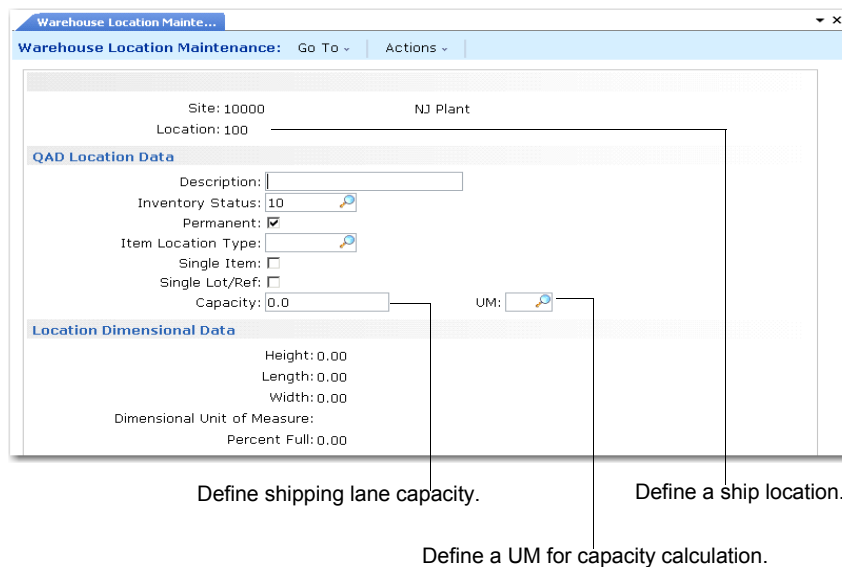 Warehouse Location Mainte...
Warehouse Location Maintenance: Go To Actions
Site: 10000 NJ Plant
Location: 100
QAD Location Data
Description:
Inventory Status: 10
Permanent:
Item Location Type:
Single Item:
Single Lot/Ref:
Capacity: 0.0 UM:
Location Dimensional Data
Height: 0.00
Length: 0.00
Width: 0.00
Dimensional Unit of Measure:
Percent Full: 0.00
Define shipping lane capacity.
Define a ship location.
Define a UM for capacity calculation.